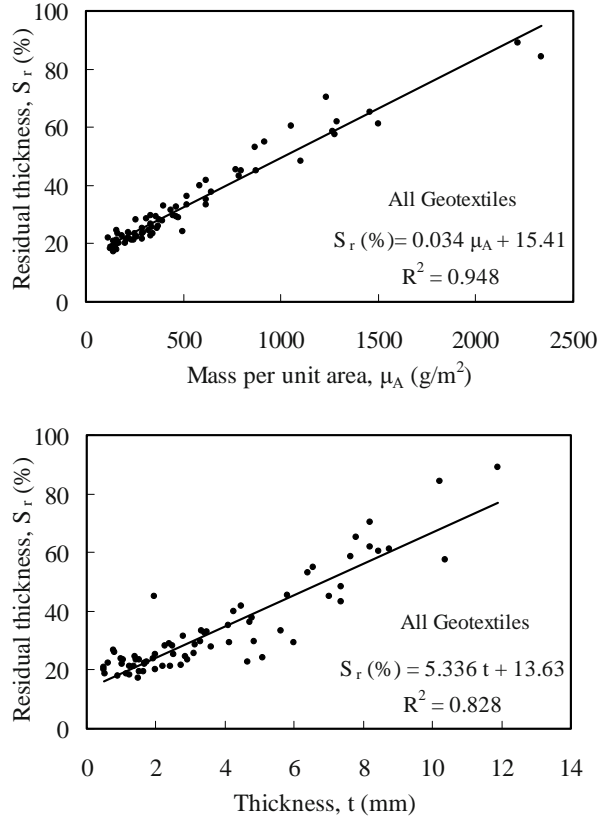 100
80
60
40
20
0
Residual thickness, S r (%)
All Geotextiles
S r (%)= 0.034 μA + 15.41
R2 = 0.948
0 500 1000 1500 2000 2500
Mass per unit area, μA (g/m2)
100
80
60
40
20
0
Residual thickness, S r (%)
All Geotextiles
S r (%) = 5.336 t + 13.63
R2 = 0.828
0 2 4 6 8 10 12 14
Thickness, t (mm)